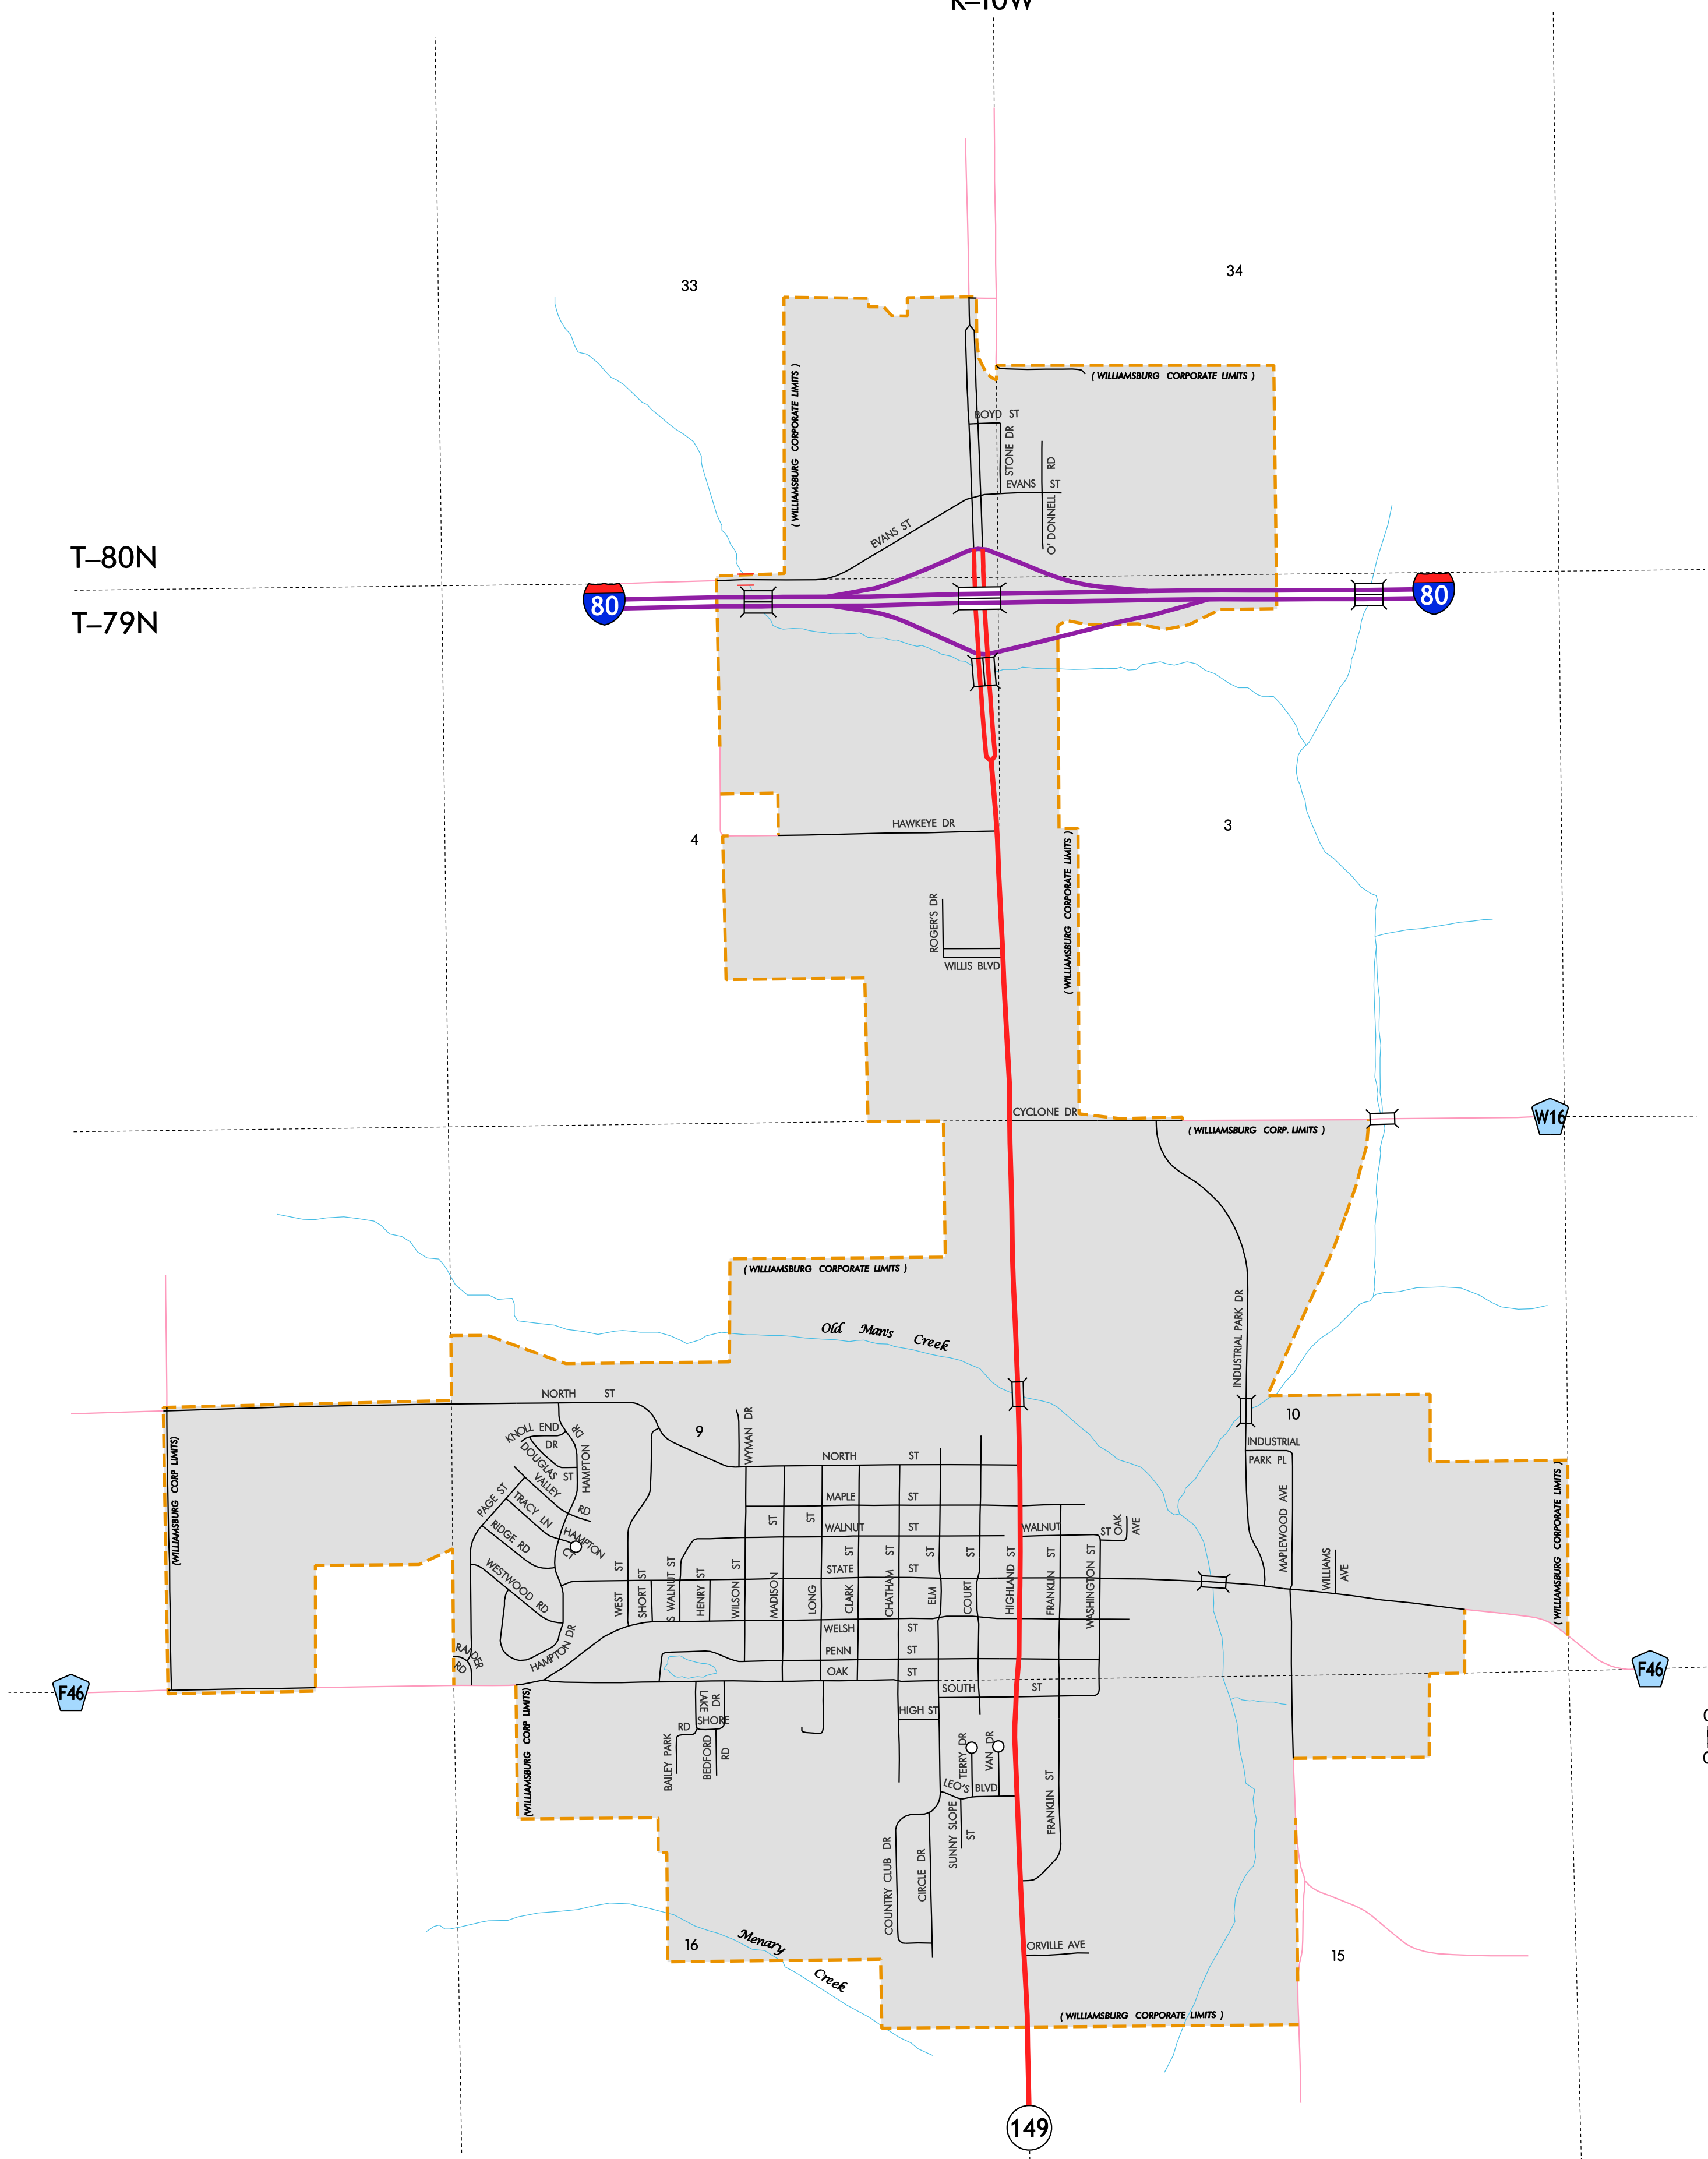 R–10W
33
34
( WILLIAMSBURG CORPORATE LIMITS )
( WILLIAMSBURG CORPORATE LIMITS )
BOYD ST
STONE DR
EVANS ST
O' DONNELL RD
EVANS ST
T–80N
80
80
T–79N
HAWKEYE DR
4
3
( WILLIAMSBURG CORPORATE LIMITS )
ROGER'S DR
WILLIS BLVD
CYCLONE DR
W16
( WILLIAMSBURG CORP. LIMITS )
( WILLIAMSBURG CORPORATE LIMITS )
Old Man's Creek
INDUSTRIAL PARK DR
NORTH ST
9
10
KNOLL END
DR
HAMPTON DR
DOUGLAS ST
VALLEY RD
PAGE ST
TRACY LN
HAMPTON
CT
RIDGE RD
WESTWOOD RD
HAMPTON DR
RAIDER
RD
(WILLIAMSBURG CORP LIMITS)
WYMAN DR
NORTH ST
MAPLE ST
WALNUT ST
WALNUT
ST
OAK
AVE
STATE ST
WEST ST
SHORT ST
S WALNUT ST
HENRY ST
WILSON ST
MADISON ST
LONG ST
CLARK ST
CHATHAM ST
ELM ST
COURT ST
HIGHLAND ST
FRANKLIN ST
WASHINGTON ST
WELSH ST
PENN ST
OAK ST
INDUSTRIAL
PARK PL
MAPLEWOOD AVE
WILLIAMS
AVE
( WILLIAMSBURG CORPORATE LIMITS )
F46
F46
SOUTH ST
HIGH ST
LAKE
SHORE
DR
BAILEY PARK
RD
BEDFORD
RD
(WILLIAMSBURG CORP LIMITS)
TERRY DR
VAN DR
LEO'S BLVD
SUNNY SLOPE
ST
FRANKLIN ST
COUNTRY CLUB DR
CIRCLE DR
ORVILLE AVE
16
15
Menary
Creek
( WILLIAMSBURG CORPORATE LIMITS )
149